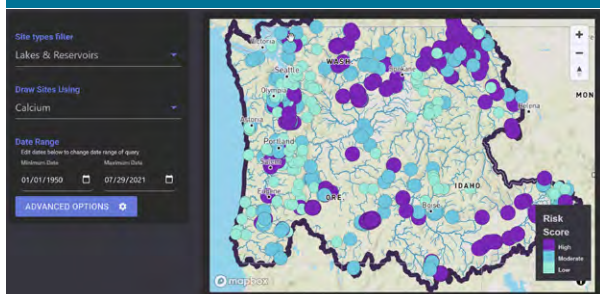 Site types filter
Lakes & Reservoirs
Draw Sites Using
Calcium
Date Range
Edit dates below to change date range of query
Minimum Date
Maximum Date
01/01/1950
07/29/2021
ADVANCED OPTIONS
Victoria
WASH.
Seattle
Spokane
Olympia
MON
Helena
Astoria
Portland
Salem
IDAHO
Eugene
ORE.
Boise
Risk
Score
High
Moderate
Low
mapbox